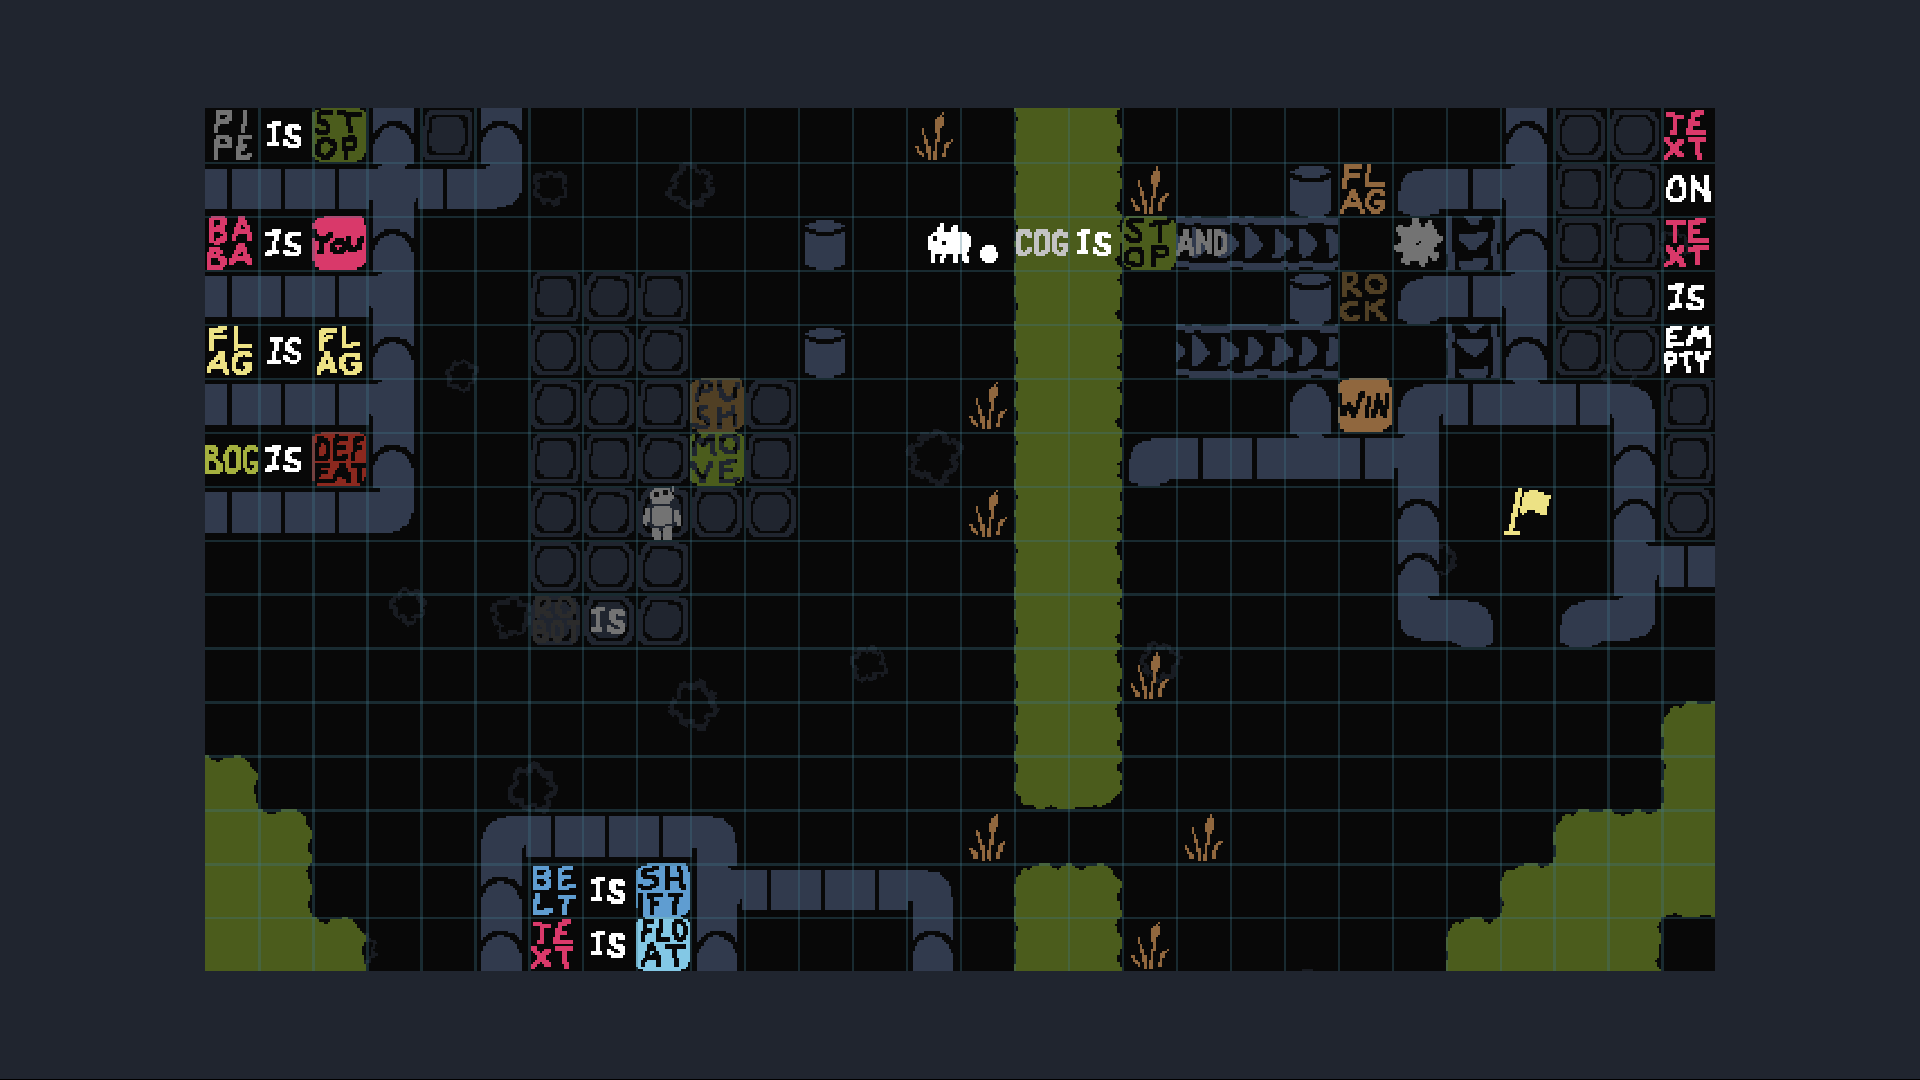 PIPE IS STOP
TEXT
FLAG
ON
BABA IS YOU
COG IS STOP AND
TEXT
ROCK
IS
FLAG IS FLAG
EMPTY
PUSH
WIN
BOG IS DEFEAT
MOVE
ROBOT IS
BELT IS SHIFT
TEXT IS FLOAT